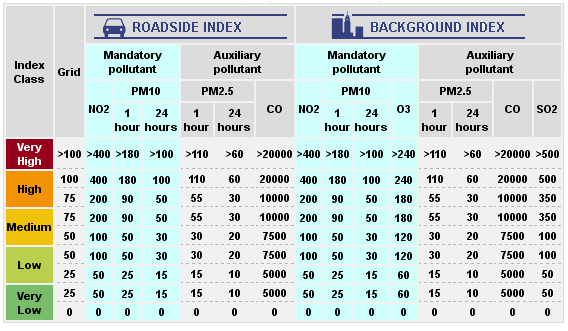 ROADSIDE INDEX BACKGROUND INDEX
Index Class Grid Mandatory pollutant Auxiliary pollutant Mandatory pollutant Auxiliary pollutant
NO2 PM10 PM2.5 CO NO2 PM10 O3 PM2.5 CO SO2
1 hour 24 hours 1 hour 24 hours 1 hour 24 hours 1 hour 24 hours
Very High >100 >400 >180 >100 >110 >60 >20000 >400 >180 >100 >240 >110 >60 >20000 >500
High 100 400 180 100 110 60 20000 400 180 100 240 110 60 20000 500
75 200 90 50 55 30 10000 200 90 50 180 55 30 10000 350
Medium 75 200 90 50 55 30 10000 200 90 50 180 55 30 10000 350
50 100 50 30 30 20 7500 100 50 30 120 30 20 7500 100
Low 50 100 50 30 30 20 7500 100 50 30 120 30 20 7500 100
25 50 25 15 15 10 5000 50 25 15 60 15 10 5000 50
Very Low 25 50 25 15 15 10 5000 50 25 15 60 15 10 5000 50
0 0 0 0 0 0 0 0 0 0 0 0 0 0 0